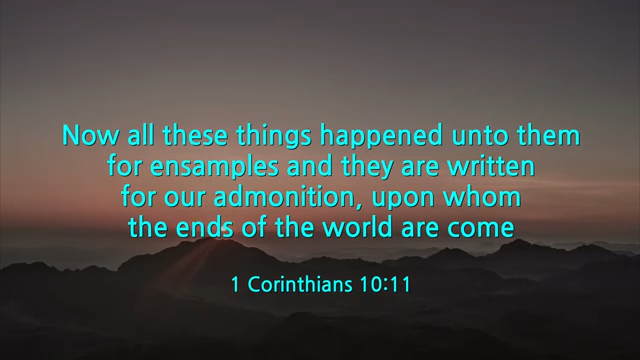 Now all these things happened unto them
for ensamples and they are written
for our admonition, upon whom
the ends of the world are come
1 Corinthians 10:11